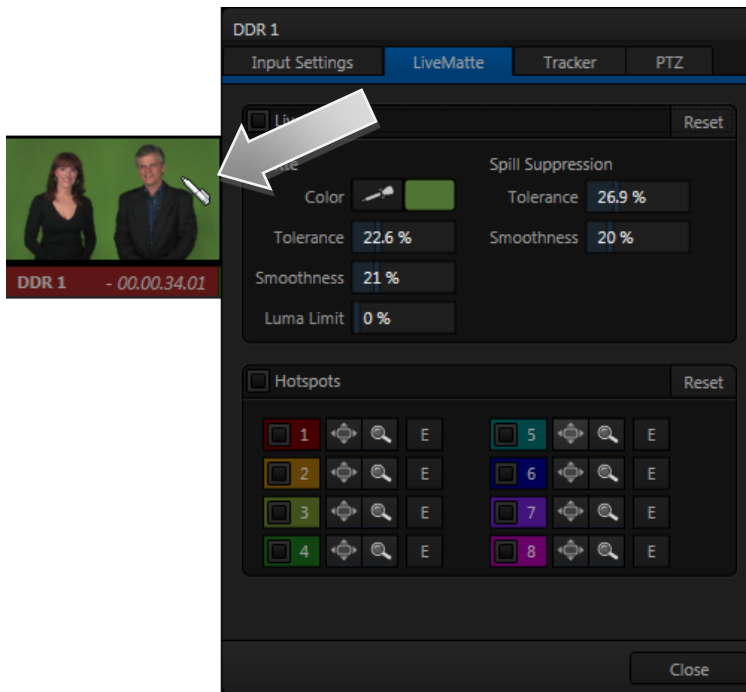 DDR 1
Input Settings LiveMatte Tracker PTZ
Reset
Spill Suppression
Color Tolerance 26.9 %
Tolerance 22.6 % Smoothness 20 %
Smoothness 21 %
Luma Limit 0 %
DDR 1 - 00.00.34.01
Hotspots Reset
1 E 5 E
2 E 6 E
3 E 7 E
4 E 8 E
Close